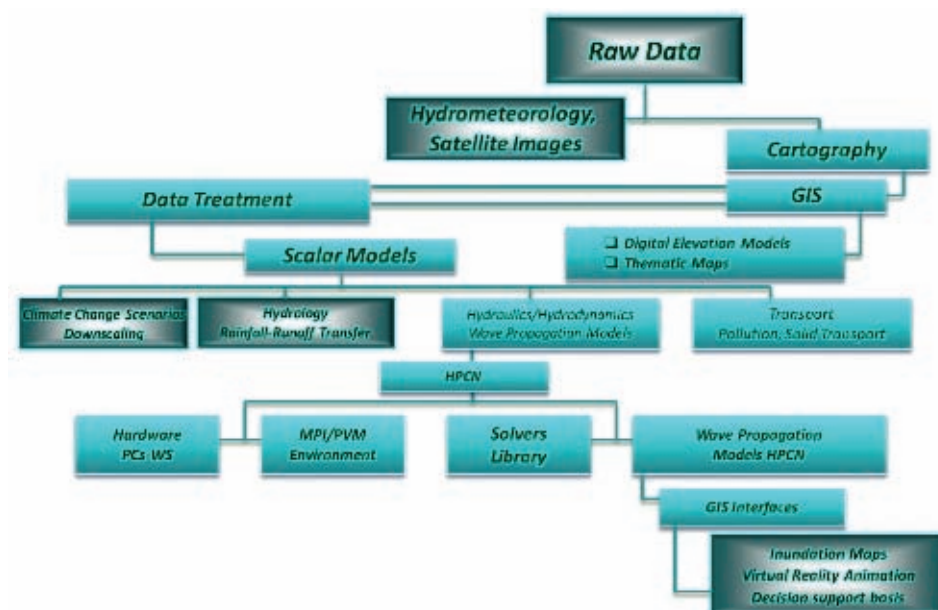 Raw Data
Hydrometeorology,
Satellite Images
Cartography
Data Treatment
GIS
Scalar Models
❑ Digital Elevation Models
❑ Thematic Maps
Climate Change Scenarios
Downscaling
Hydrology
Rainfall-Runoff Transfer
Hydraulics/Hydrodynamics
Wave Propagation Models
Transport
Pollution, Solid Transport
HPCN
Hardware
PCs-WS
MPI/PVM
Environment
Solvers
Library
Wave Propagation
Models HPCN
GIS Interfaces
Inundation Maps
Virtual Reality Animation
Decision support basis